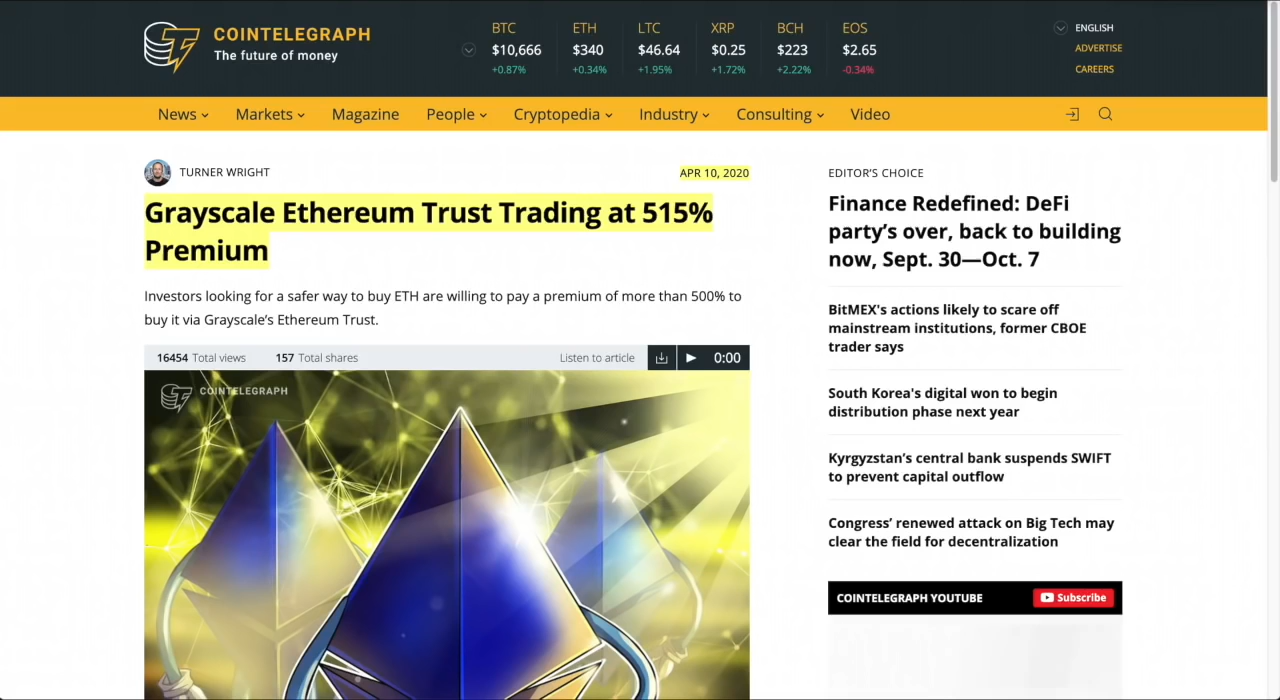 COINTELEGRAPH
The future of money
BTC
$10,666
+0.87%
ETH
$340
+0.34%
LTC
$46.64
+1.95%
XRP
$0.25
+1.72%
BCH
$223
+2.22%
EOS
$2.65
-0.34%
ENGLISH
ADVERTISE
CAREERS
News Markets Magazine People Cryptopedia Industry Consulting Video
TURNER WRIGHT
APR 10, 2020
Grayscale Ethereum Trust Trading at 515%
Premium
Investors looking for a safer way to buy ETH are willing to pay a premium of more than 500% to
buy it via Grayscale’s Ethereum Trust.
16454 Total views 157 Total shares Listen to article 0:00
COINTELEGRAPH
EDITOR’S CHOICE
Finance Redefined: DeFi
party’s over, back to building
now, Sept. 30—Oct. 7
BitMEX's actions likely to scare off
mainstream institutions, former CBOE
trader says
South Korea's digital won to begin
distribution phase next year
Kyrgyzstan’s central bank suspends SWIFT
to prevent capital outflow
Congress’ renewed attack on Big Tech may
clear the field for decentralization
COINTELEGRAPH YOUTUBE Subscribe